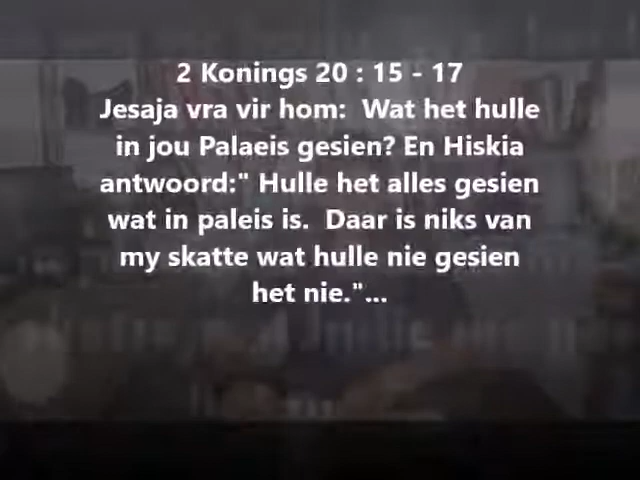 2 Konings 20 : 15 - 17
Jesaja vra vir hom:  Wat het hulle
in jou Palaeis gesien? En Hiskia
antwoord:" Hulle het alles gesien
wat in paleis is.  Daar is niks van
my skatte wat hulle nie gesien
het nie."...